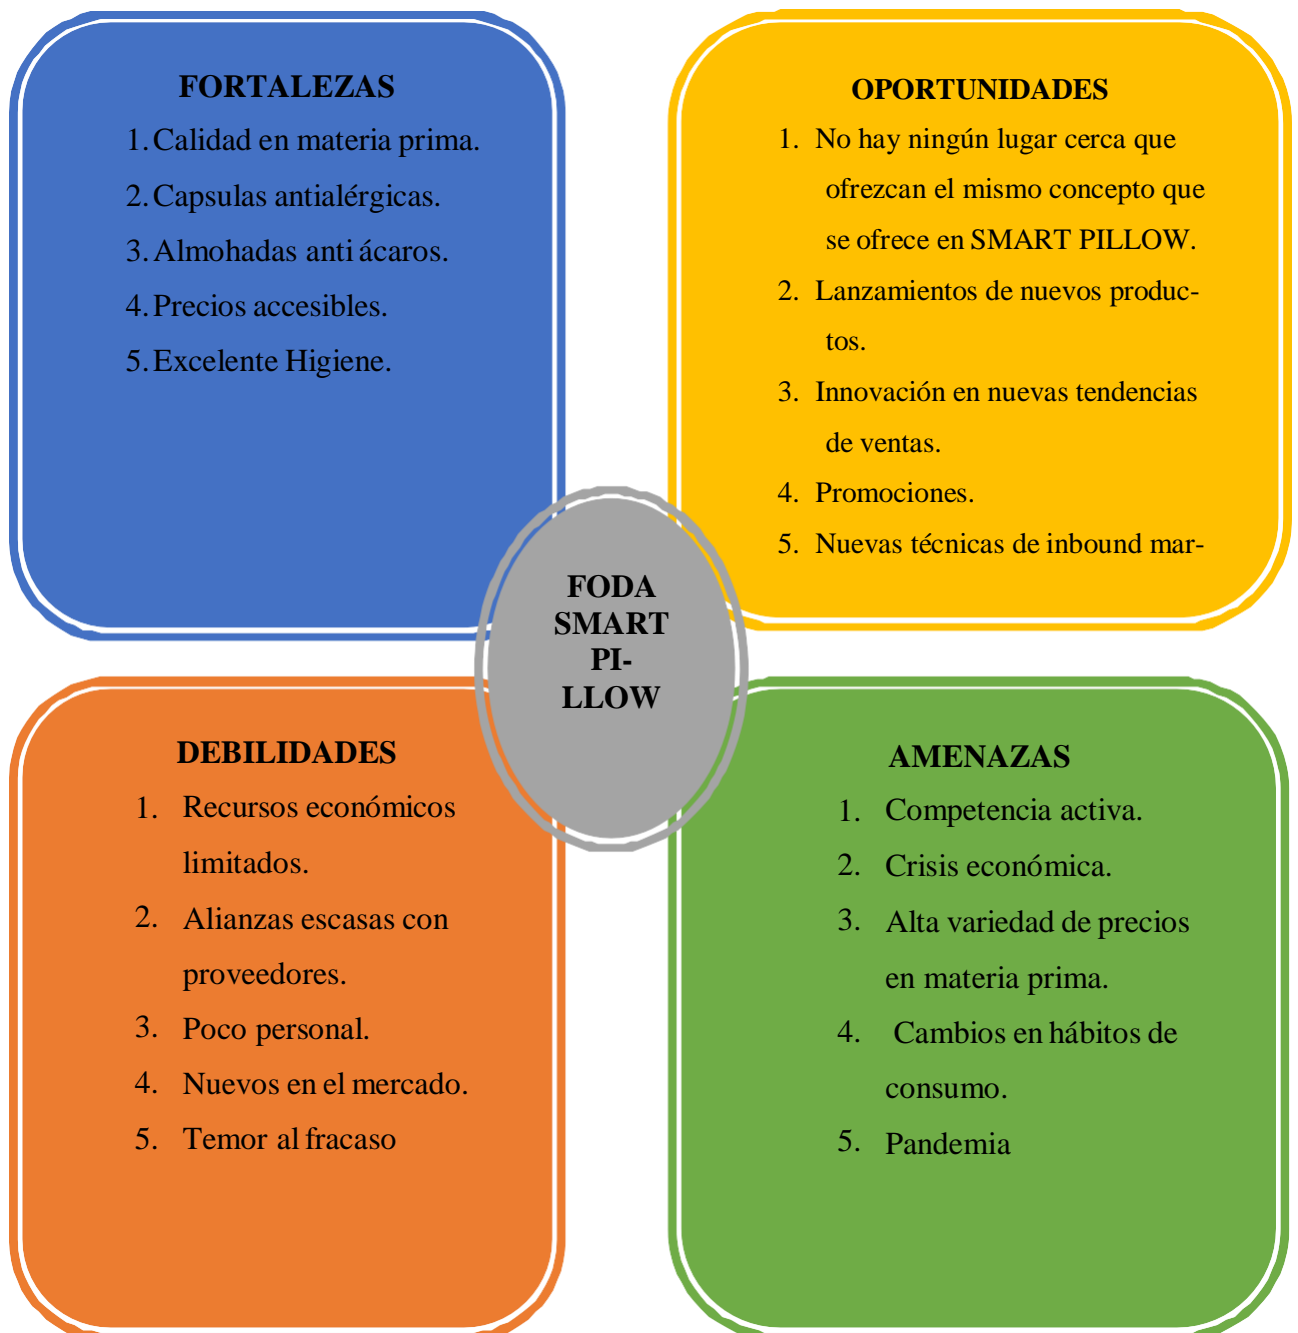 FORTALEZAS
1. Calidad en materia prima.
2. Capsulas antialérgicas.
3. Almohadas anti ácaros.
4. Precios accesibles.
5. Excelente Higiene.
OPORTUNIDADES
1. No hay ningún lugar cerca que
ofrezcan el mismo concepto que
se ofrece en SMART PILLOW.
2. Lanzamientos de nuevos produc-
tos.
3. Innovación en nuevas tendencias
de ventas.
4. Promociones.
5. Nuevas técnicas de inbound mar-
FODA
SMART
PI-
LLOW
DEBILIDADES
1. Recursos económicos
limitados.
2. Alianzas escasas con
proveedores.
3. Poco personal.
4. Nuevos en el mercado.
5. Temor al fracaso
AMENAZAS
1. Competencia activa.
2. Crisis económica.
3. Alta variedad de precios
en materia prima.
4. Cambios en hábitos de
consumo.
5. Pandemia